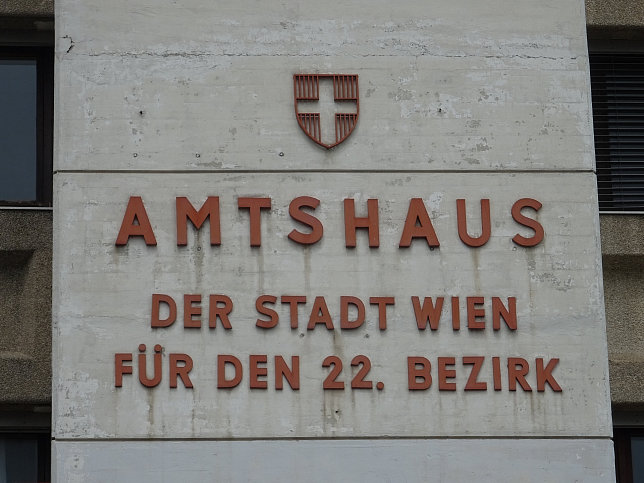 AMTSHAUS
DER STADT WIEN
FÜR DEN 22. BEZIRK